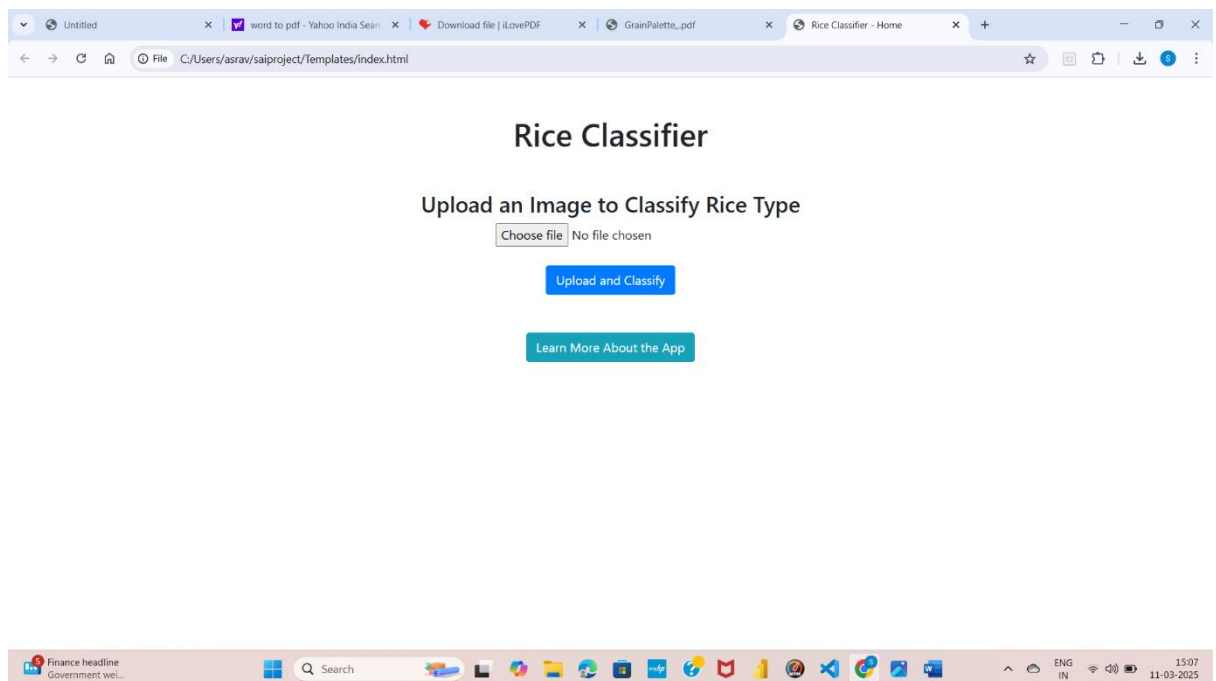 Untitled
word to pdf - Yahoo India Searc
Download file | iLovePDF
GrainPalette_.pdf
Rice Classifier - Home
File C:/Users/asrav/saiproject/Templates/index.html
S
Rice Classifier
Upload an Image to Classify Rice Type
Choose file No file chosen
Upload and Classify
Learn More About the App
5
Finance headline
Government wei...
Search
ENG
IN
15:07
11-03-2025